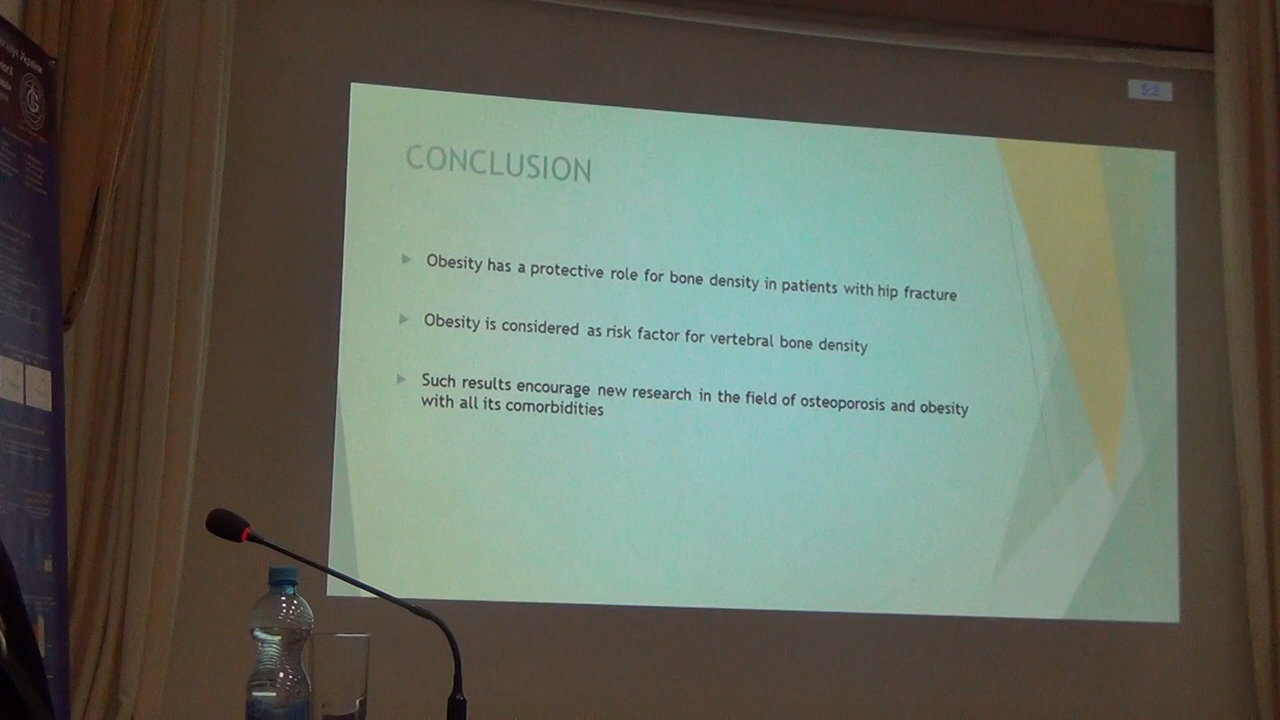 CONCLUSION
Obesity has a protective role for bone density in patients with hip fracture
Obesity is considered as risk factor for vertebral bone density
Such results encourage new research in the field of osteoporosis and obesity
with all its comorbidities